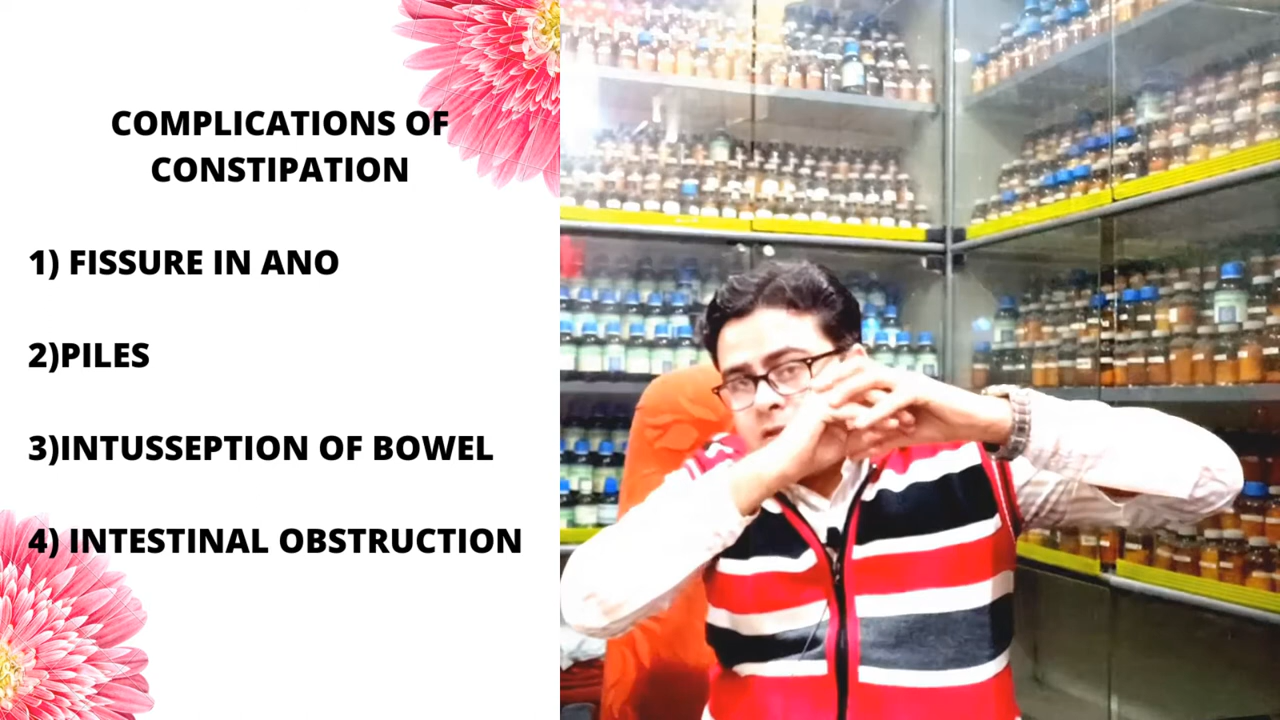 COMPLICATIONS OF
CONSTIPATION
1) FISSURE IN ANO
2)PILES
3)INTUSSEPTION OF BOWEL
4) INTESTINAL OBSTRUCTION